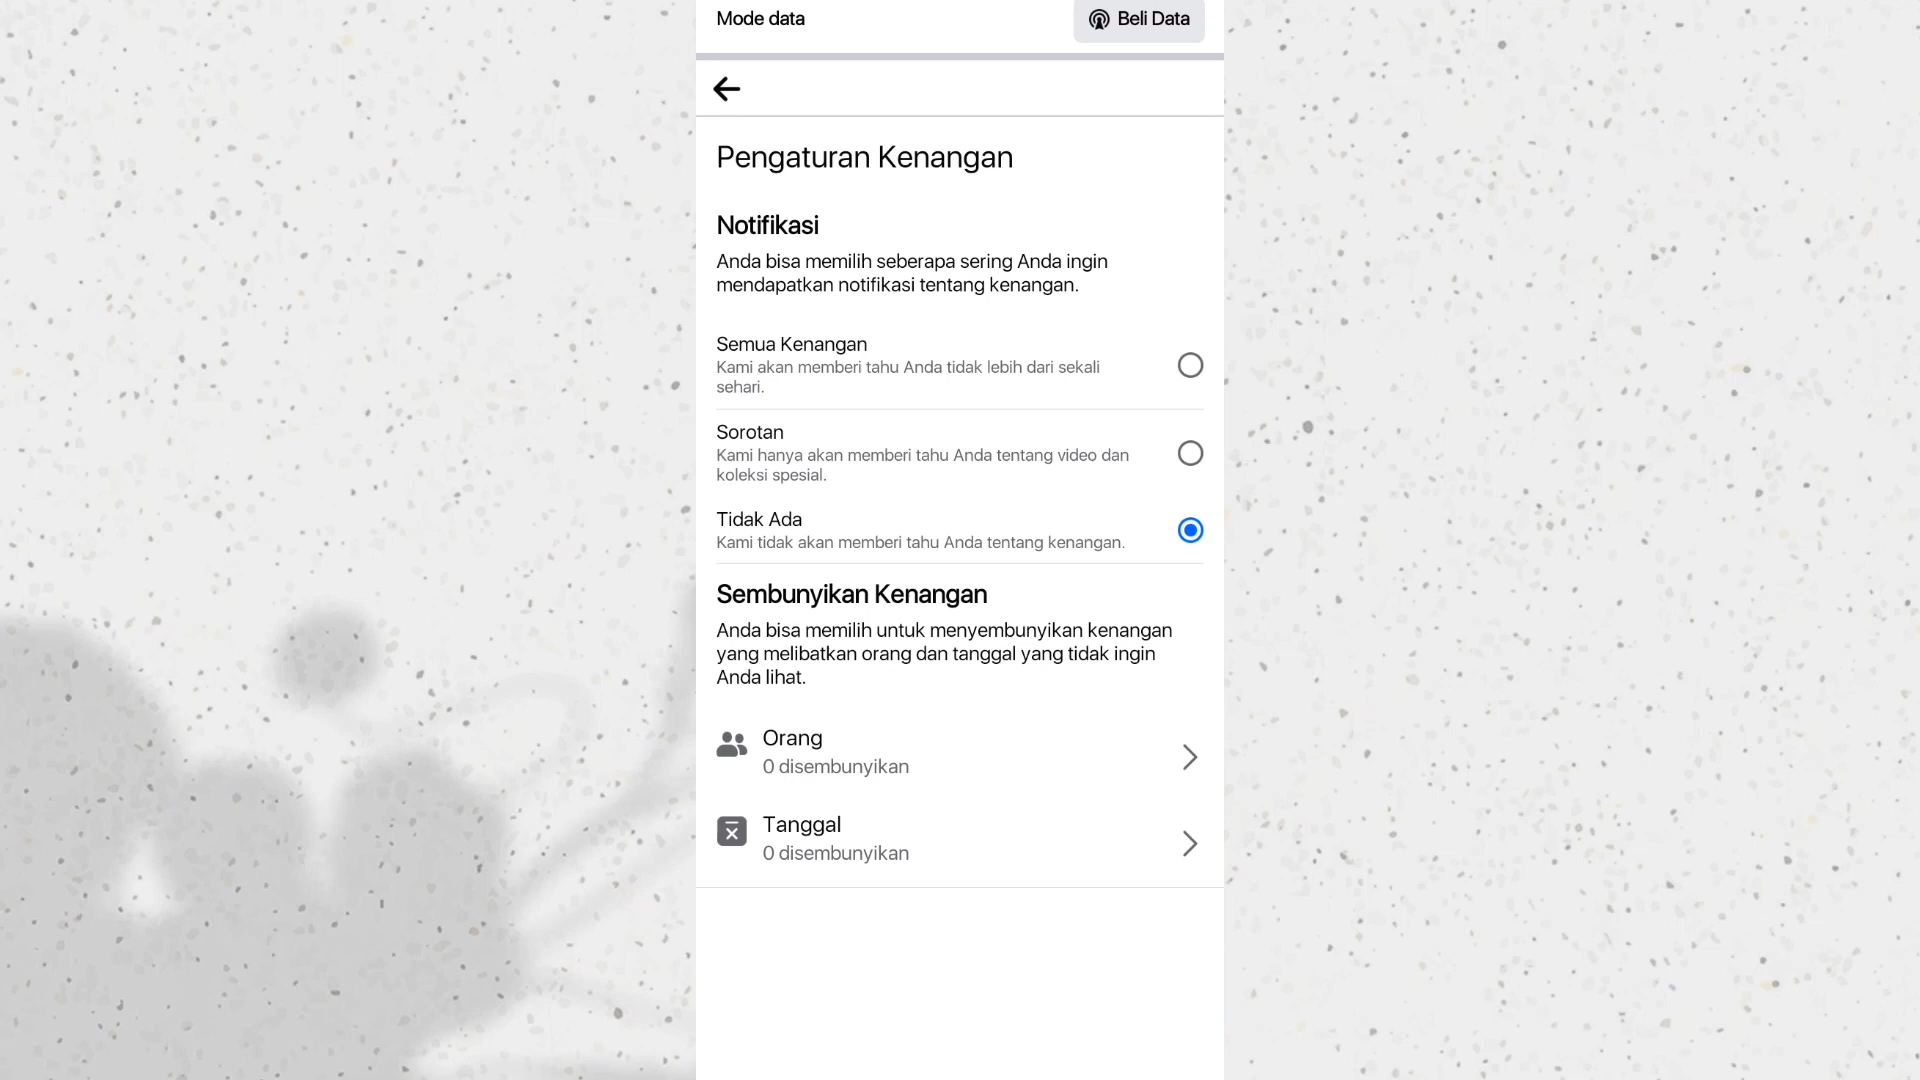 Mode data
Beli Data
Pengaturan Kenangan
Notifikasi
Anda bisa memilih seberapa sering Anda ingin
mendapatkan notifikasi tentang kenangan.
Semua Kenangan
Kami akan memberi tahu Anda tidak lebih dari sekali
sehari.
Sorotan
Kami hanya akan memberi tahu Anda tentang video dan
koleksi spesial.
Tidak Ada
Kami tidak akan memberi tahu Anda tentang kenangan.
Sembunyikan Kenangan
Anda bisa memilih untuk menyembunyikan kenangan
yang melibatkan orang dan tanggal yang tidak ingin
Anda lihat.
Orang
0 disembunyikan
Tanggal
0 disembunyikan